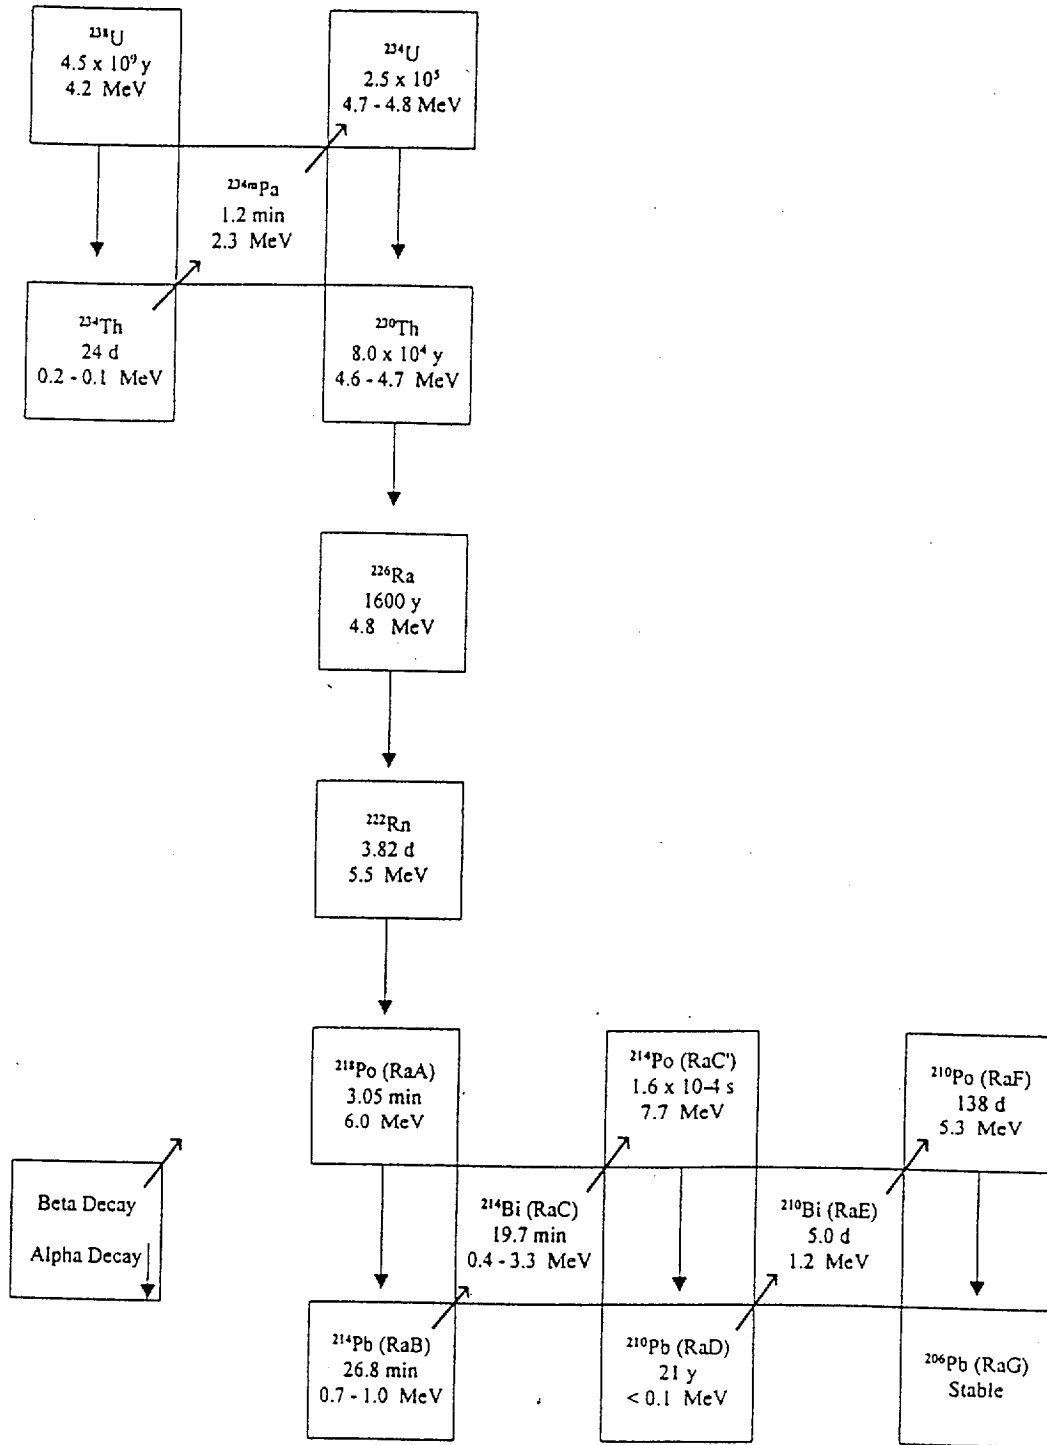 ²³⁸U
4.5 x 10⁹ y
4.2 MeV
²³⁴U
2.5 x 10⁵
4.7 - 4.8 MeV
²³⁴ᵐPa
1.2 min
2.3 MeV
²³⁴Th
24 d
0.2 - 0.1 MeV
²³⁰Th
8.0 x 10⁴ y
4.6 - 4.7 MeV
²²⁶Ra
1600 y
4.8 MeV
²²²Rn
3.82 d
5.5 MeV
²¹⁸Po (RaA)
3.05 min
6.0 MeV
²¹⁴Po (RaC')
1.6 x 10-4 s
7.7 MeV
²¹⁰Po (RaF)
138 d
5.3 MeV
Beta Decay
Alpha Decay
²¹⁴Bi (RaC)
19.7 min
0.4 - 3.3 MeV
²¹⁰Bi (RaE)
5.0 d
1.2 MeV
²¹⁴Pb (RaB)
26.8 min
0.7 - 1.0 MeV
²¹⁰Pb (RaD)
21 y
< 0.1 MeV
²⁰⁶Pb (RaG)
Stable